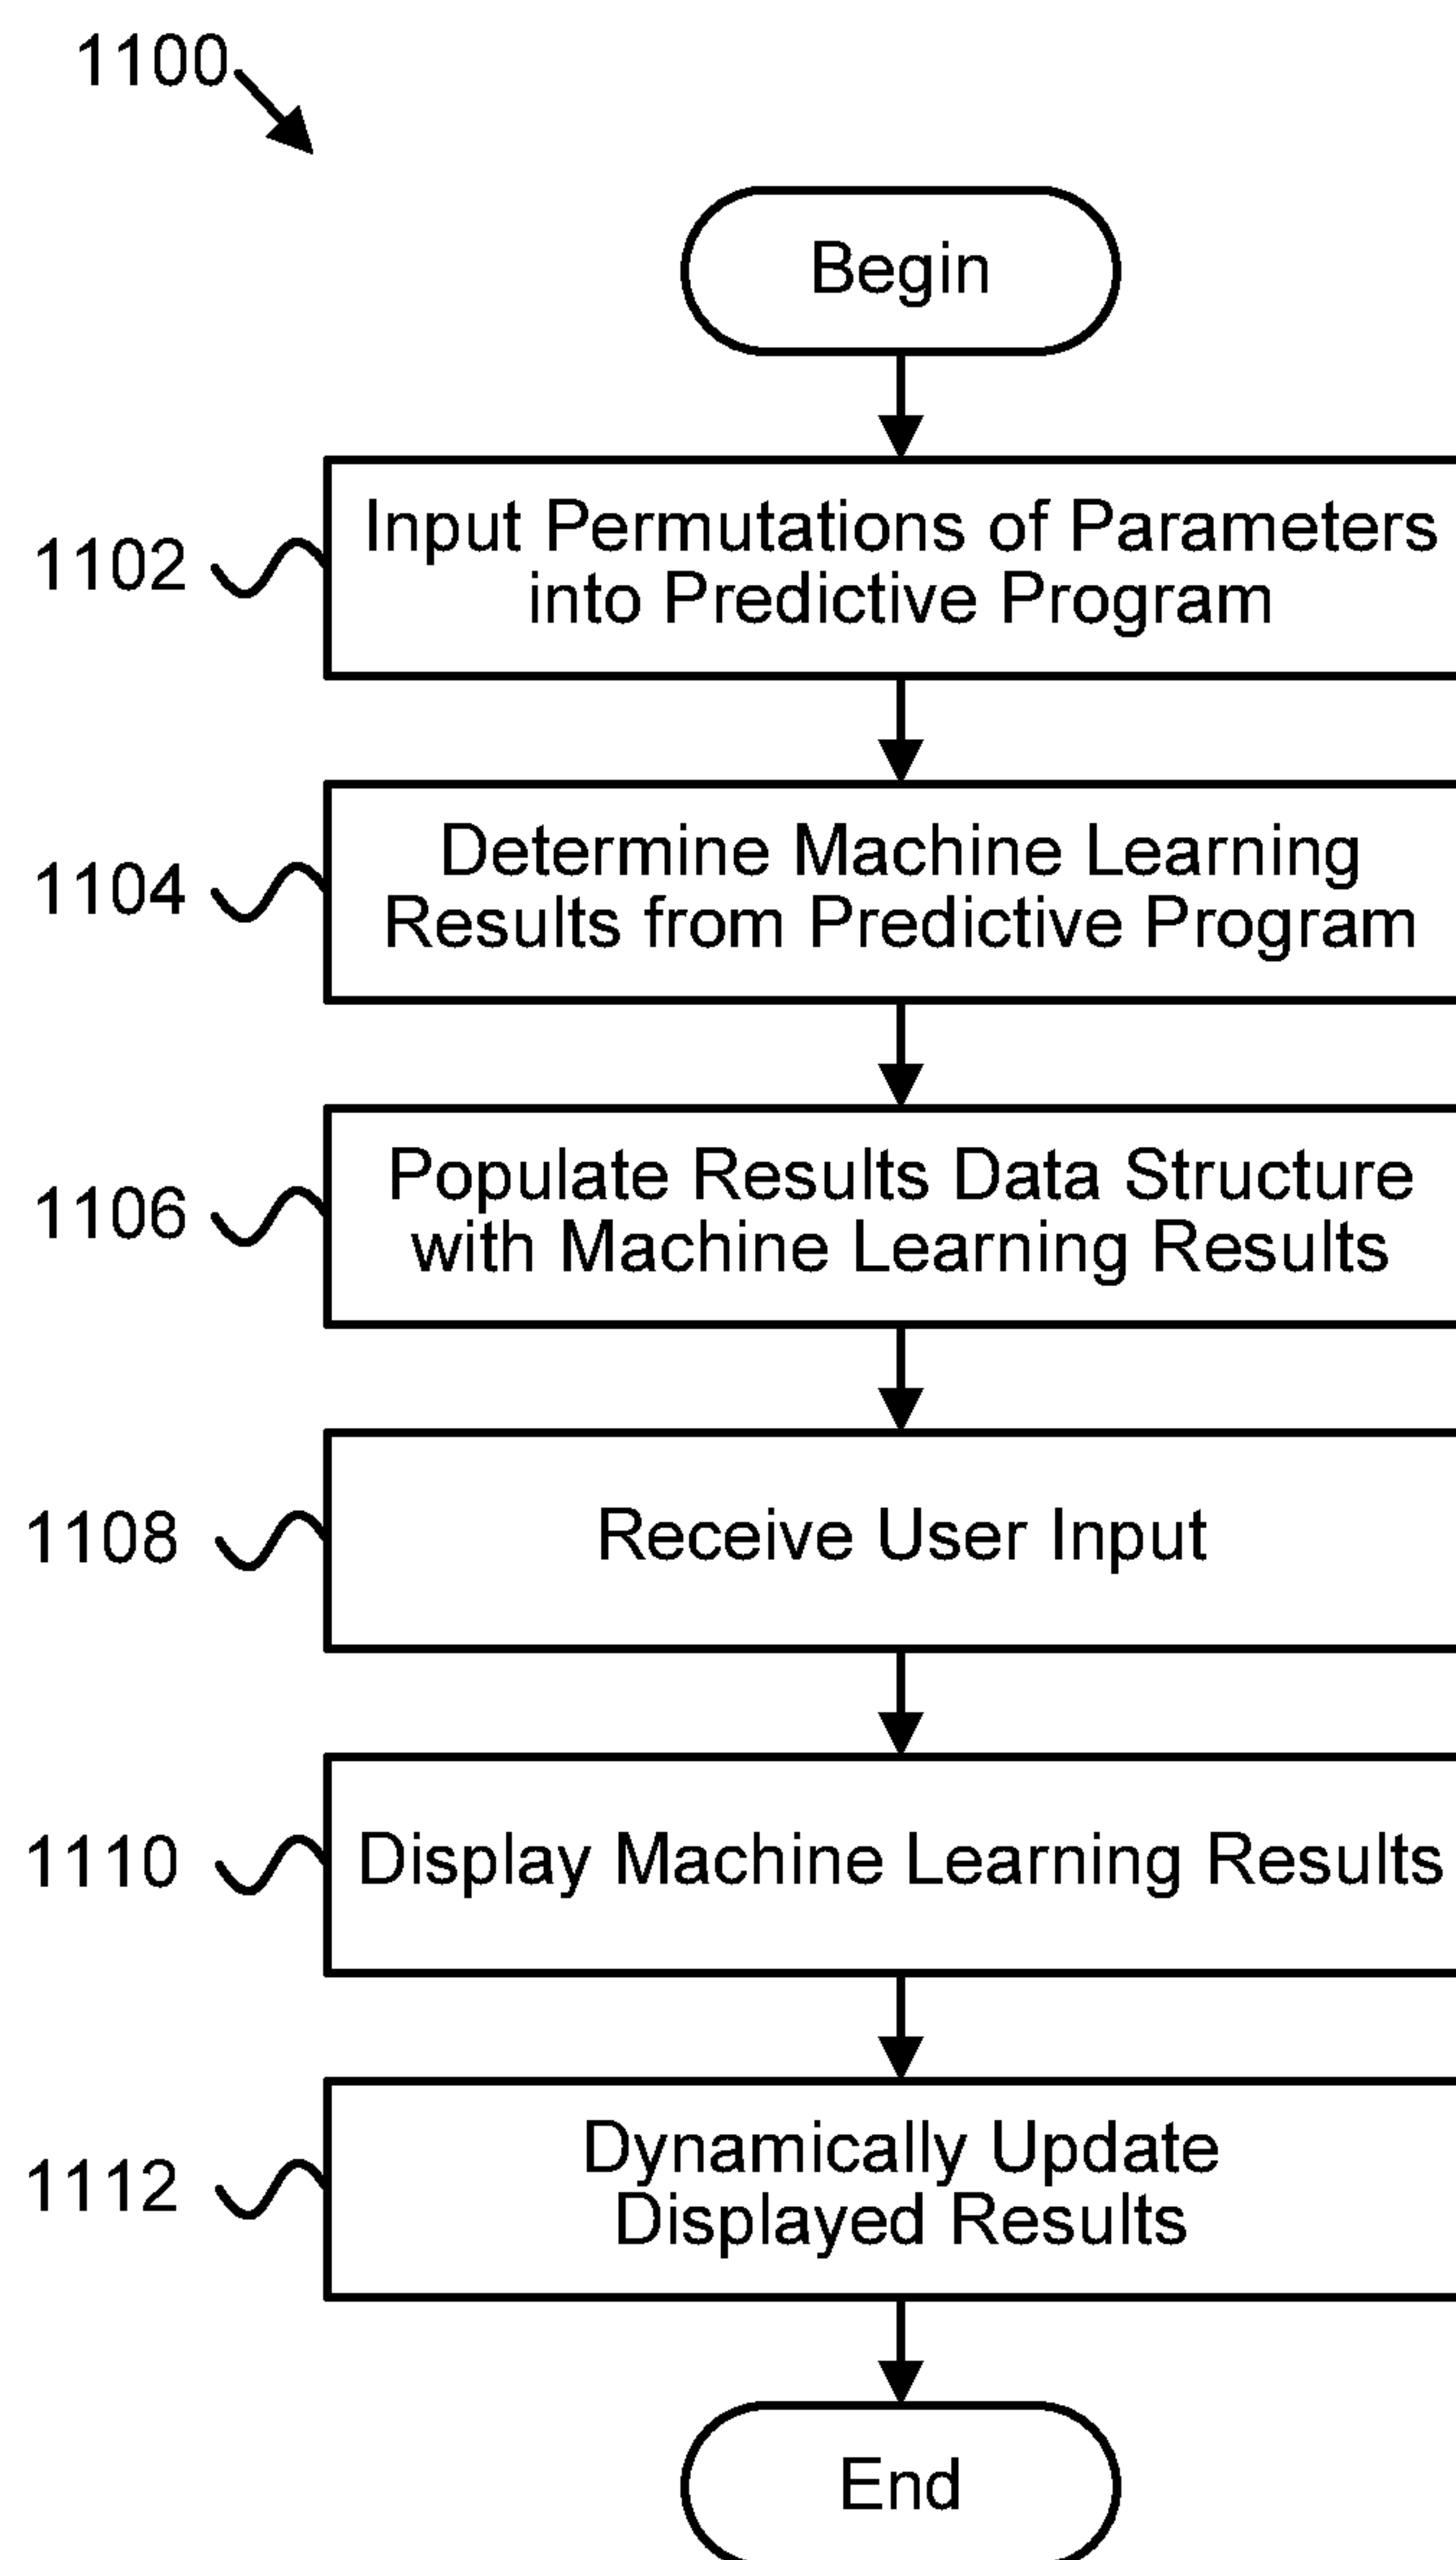 1100
Begin
1102
Input Permutations of Parameters
into Predictive Program
1104
Determine Machine Learning
Results from Predictive Program
1106
Populate Results Data Structure
with Machine Learning Results
1108
Receive User Input
1110
Display Machine Learning Results
1112
Dynamically Update
Displayed Results
End